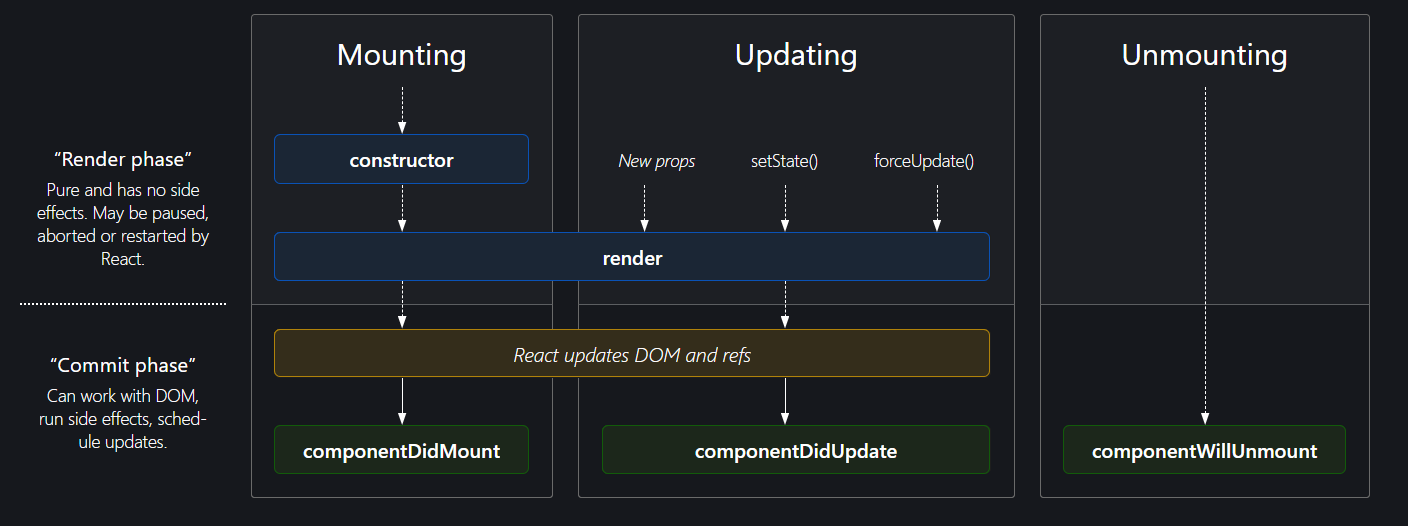 Mounting
Updating
Unmounting
“Render phase”
Pure and has no side
effects. May be paused,
aborted or restarted by
React.
constructor
New props
setState()
forceUpdate()
render
“Commit phase”
Can work with DOM,
run side effects, sched-
ule updates.
React updates DOM and refs
componentDidMount
componentDidUpdate
componentWillUnmount